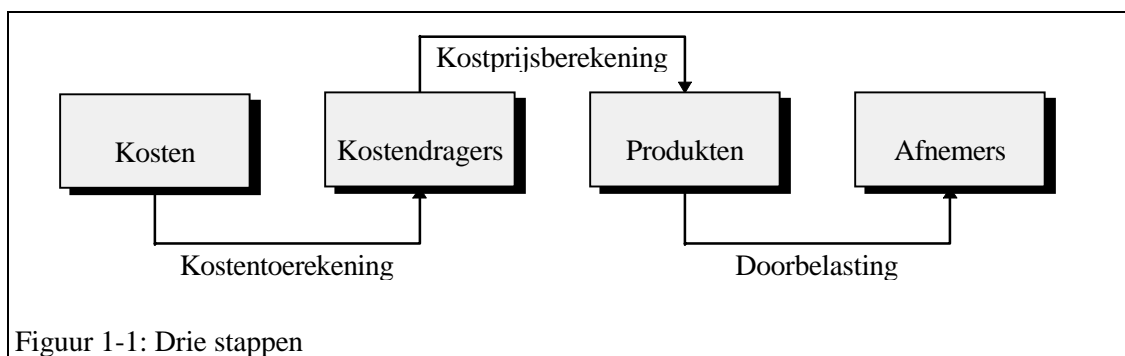 Kostprijsberekening
Kosten
Kostendragers
Produkten
Afnemers
Kostentoerekening
Doorbelasting
Figuur 1-1: Drie stappen